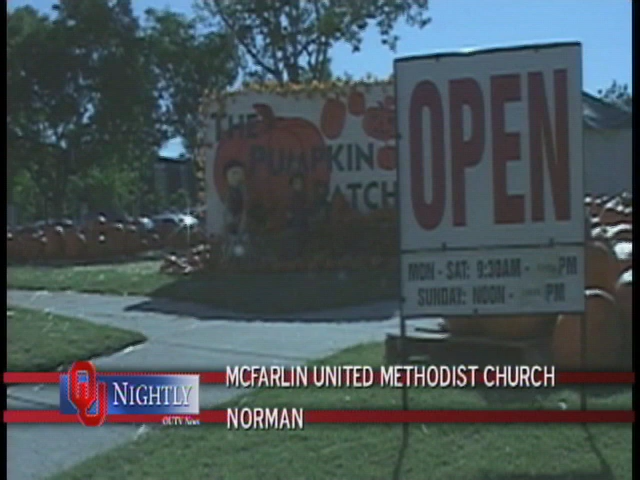 THE
PUMPKIN
PATCH
OPEN
MON - SAT: 9:30AM - PM
SUNDAY: NOON - PM
MCFARLIN UNITED METHODIST CHURCH
NORMAN
OU NIGHTLY
OUTV News